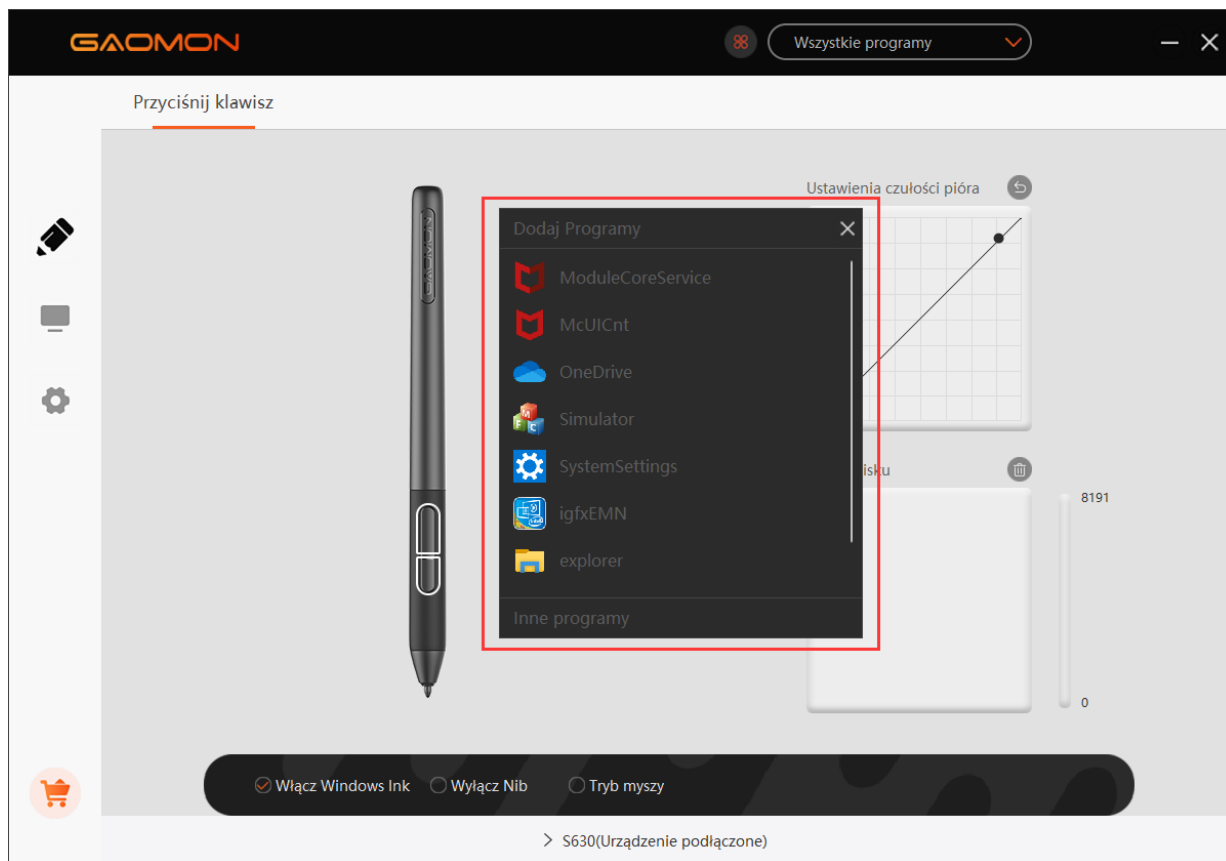 GAOMON
Wszystkie programy
Przyciśnij klawisz
Ustawienia czułości pióra
GAOMON
Dodaj Programy
ModuleCoreService
McUICnt
OneDrive
Simulator
SystemSettings
igfxEMN
explorer
Inne programy
isku
8191
0
Włącz Windows Ink
Wyłącz Nib
Tryb myszy
S630(Urządzenie podłączone)